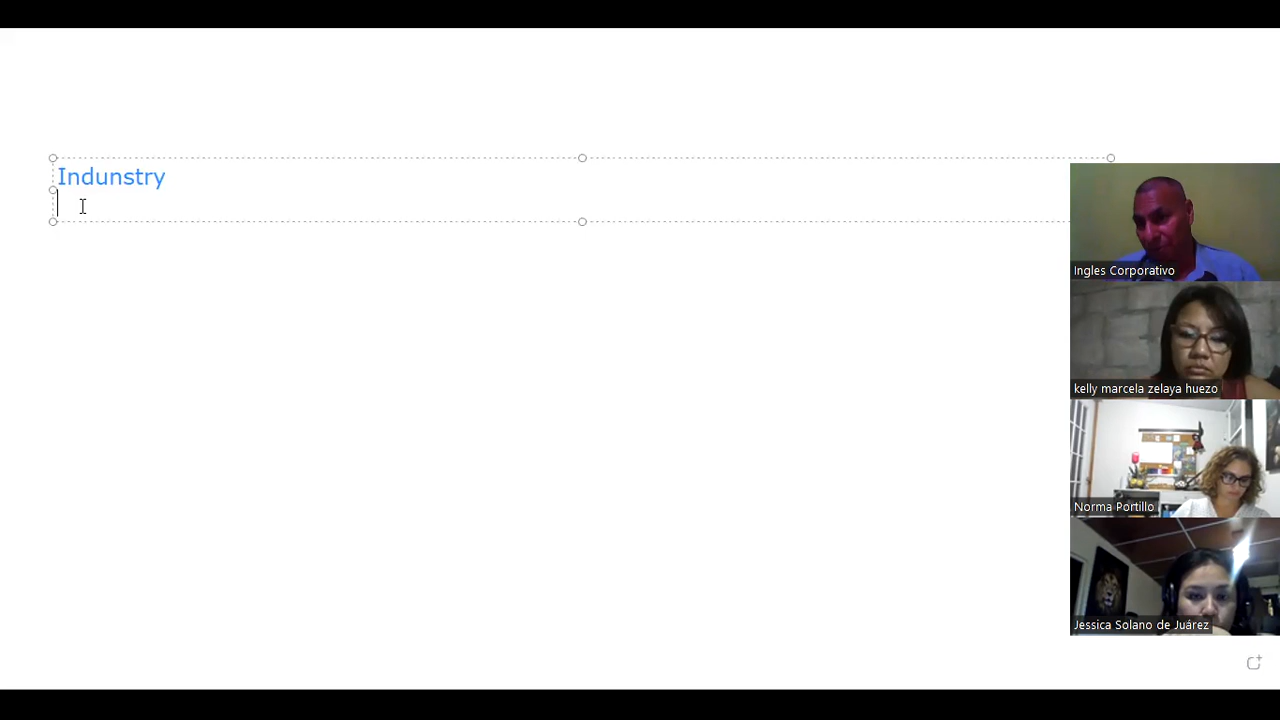 Indunstry
Ingles Corporativo
kelly marcela zelaya huezo
Norma Portillo
Jessica Solano de Juárez